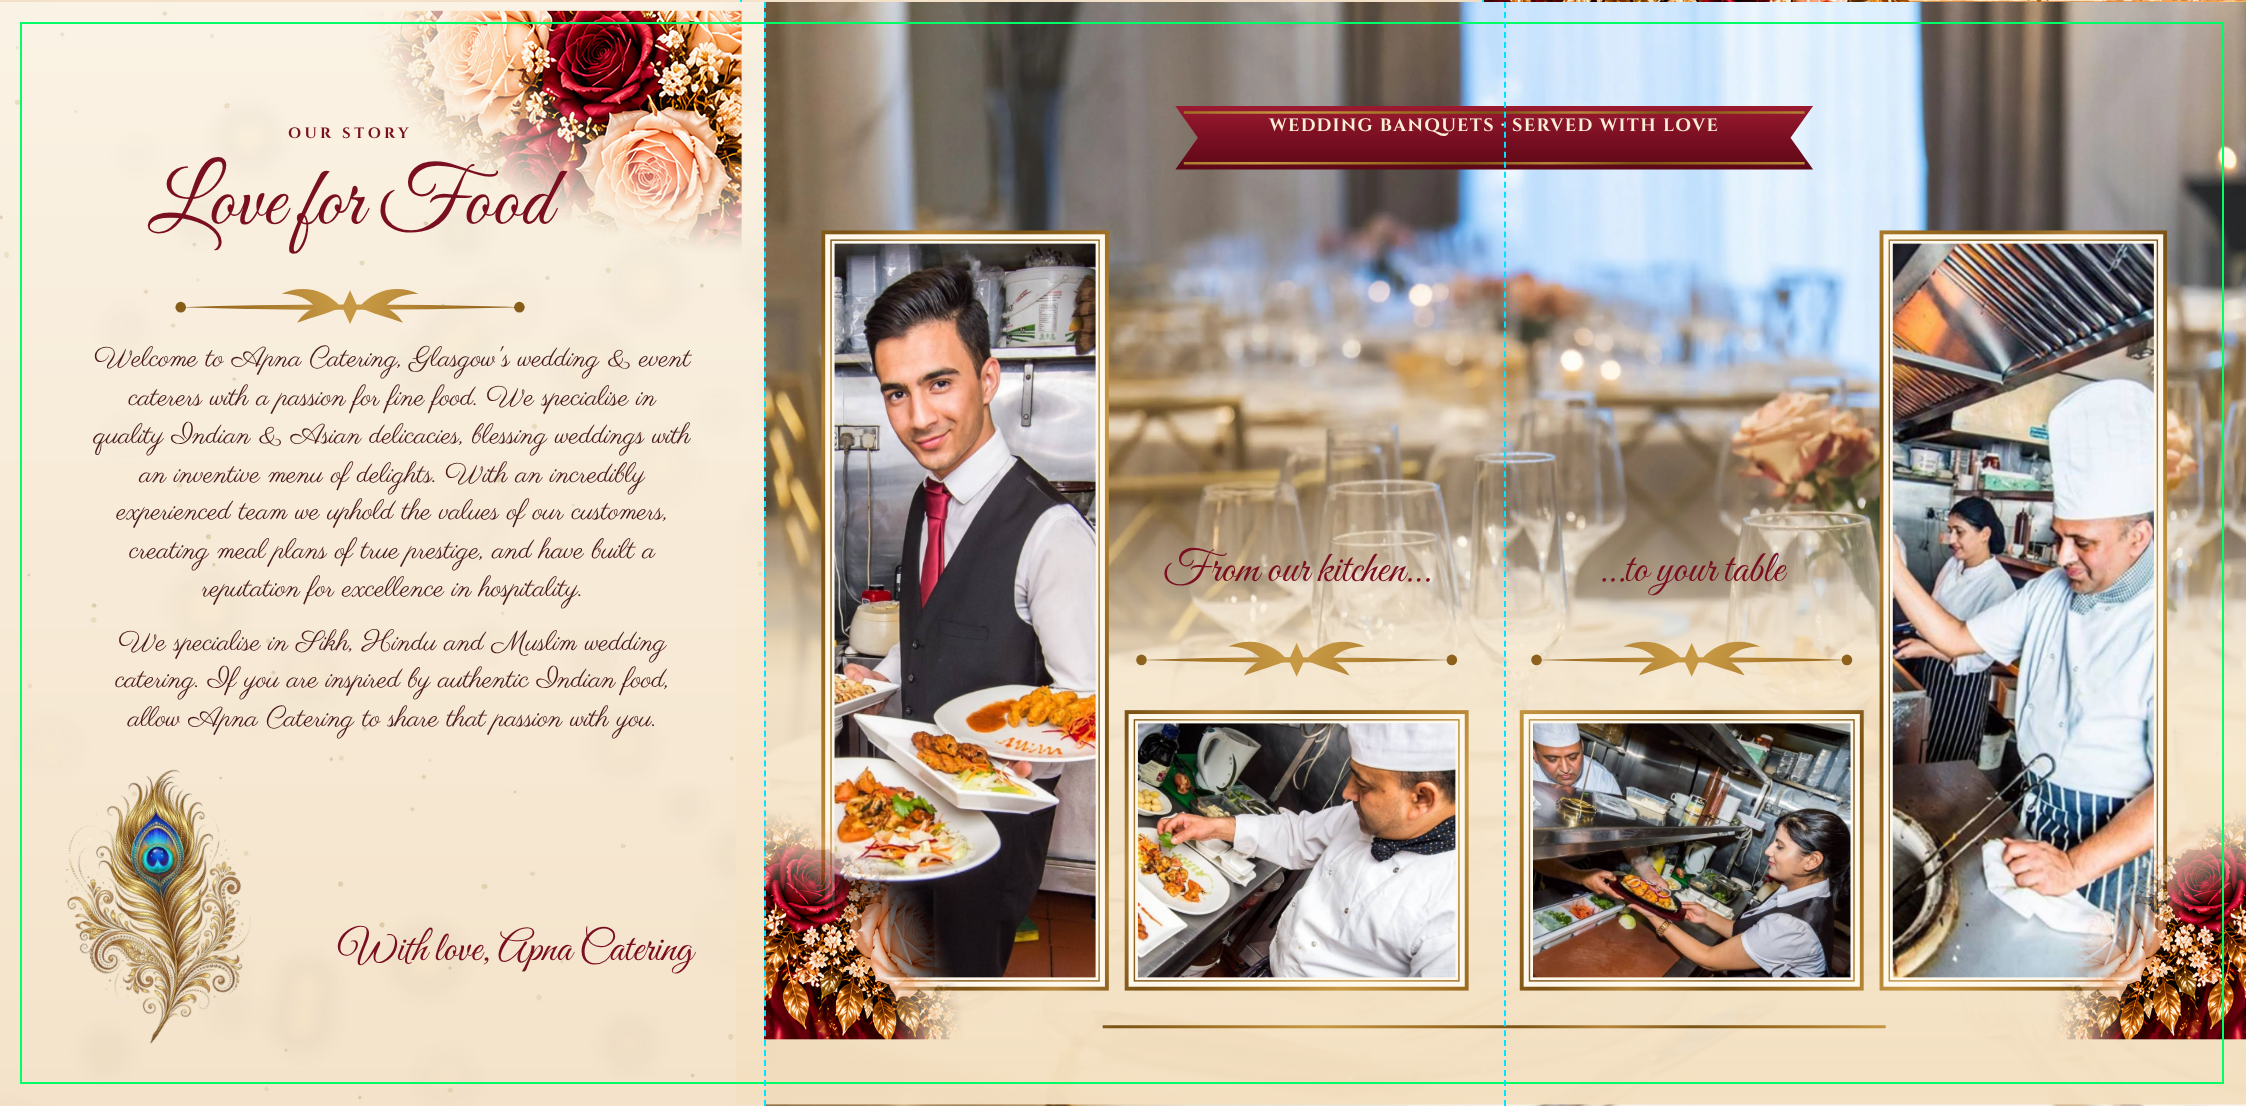 OUR STORY
Love for Food
Welcome to Apna Catering, Glasgow's wedding & event
caterers with a passion for fine food. We specialise in
quality Indian & Asian delicacies, blessing weddings with
an inventive menu of delights. With an incredibly
experienced team we uphold the values of our customers,
creating meal plans of true prestige, and have built a
reputation for excellence in hospitality.
We specialise in Sikh, Hindu and Muslim wedding
catering. If you are inspired by authentic Indian food,
allow Apna Catering to share that passion with you.
With love, Apna Catering
WEDDING BANQUETS · SERVED WITH LOVE
From our kitchen...
...to your table